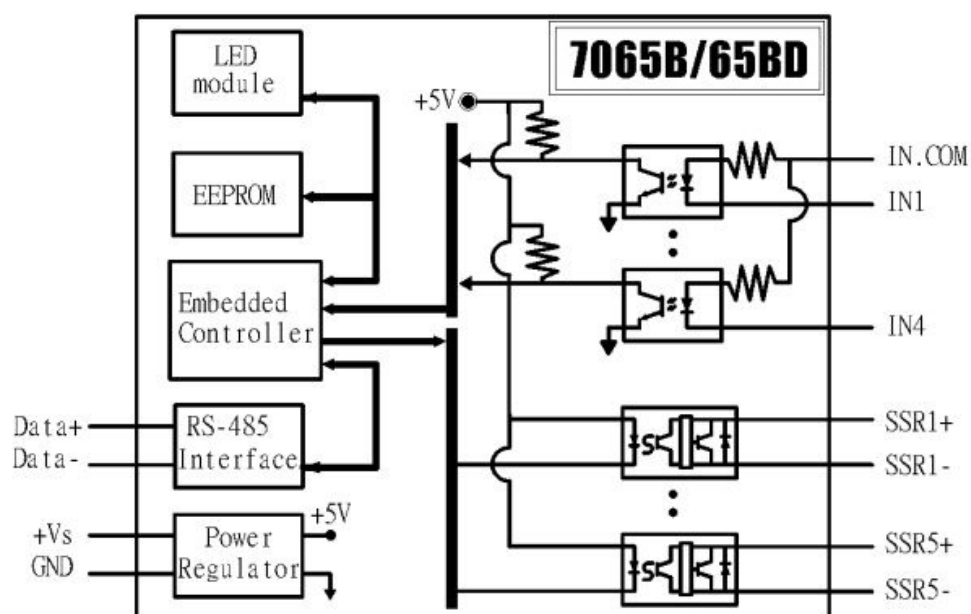 7065B/65BD
LED
module
+5V
EEPROM
IN.COM
IN1
Embedded
Controller
IN4
Data+
Data-
RS-485
Interface
SSR1+
SSR1-
+Vs
GND
Power
Regulator
+5V
SSR5+
SSR5-